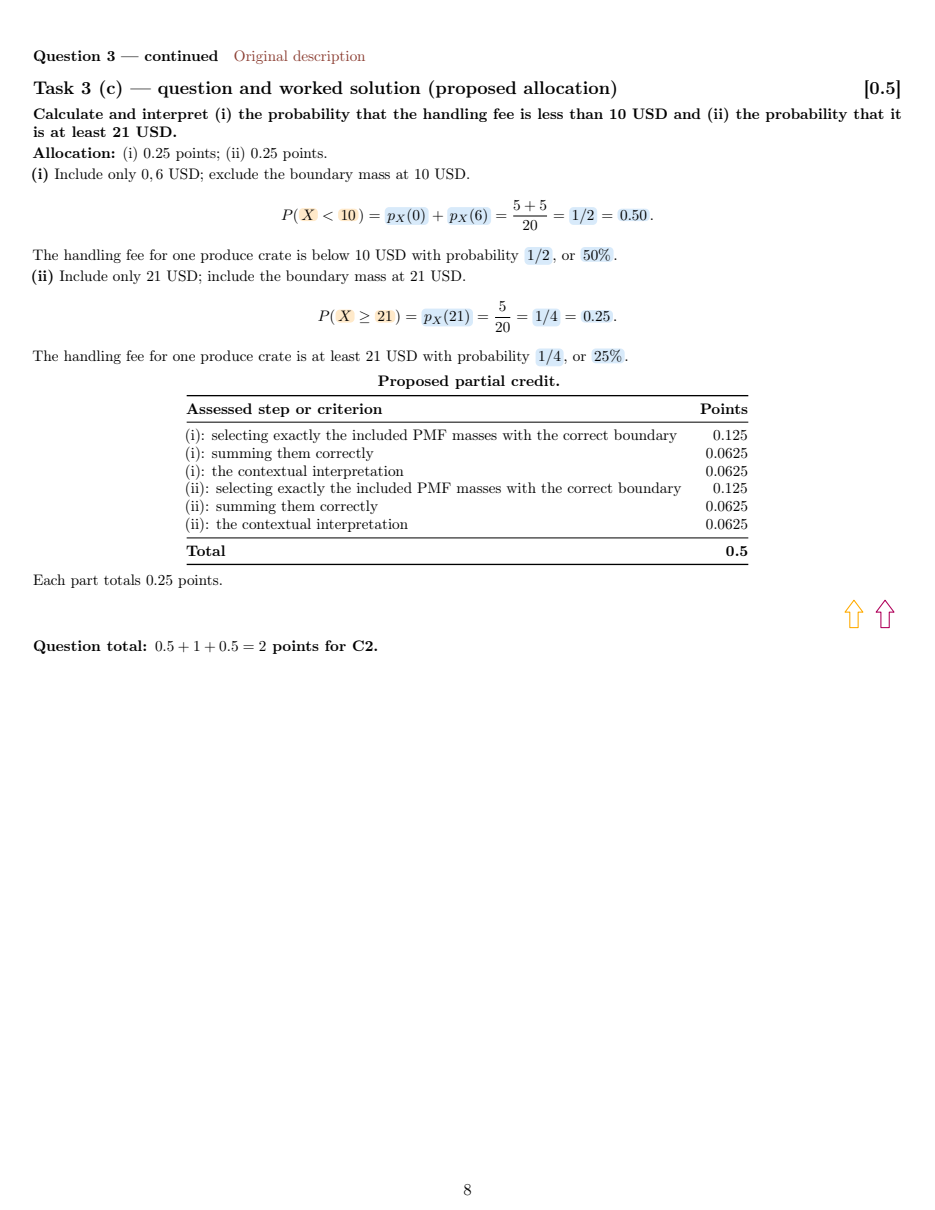 Question 3 — continued Original description
Task 3 (c) — question and worked solution (proposed allocation) [0.5]
Calculate and interpret (i) the probability that the handling fee is less than 10 USD and (ii) the probability that it
is at least 21 USD.
Allocation: (i) 0.25 points; (ii) 0.25 points.
(i) Include only 0, 6 USD; exclude the boundary mass at 10 USD.
P( X < 10 ) = p_X(0) + p_X(6) = \frac{5 + 5}{20} = 1/2 = 0.50 .
The handling fee for one produce crate is below 10 USD with probability 1/2 , or 50% .
(ii) Include only 21 USD; include the boundary mass at 21 USD.
P( X ≥ 21 ) = p_X(21) = \frac{5}{20} = 1/4 = 0.25 .
The handling fee for one produce crate is at least 21 USD with probability 1/4 , or 25% .
Proposed partial credit.
Assessed step or criterion Points
(i): selecting exactly the included PMF masses with the correct boundary 0.125
(i): summing them correctly 0.0625
(i): the contextual interpretation 0.0625
(ii): selecting exactly the included PMF masses with the correct boundary 0.125
(ii): summing them correctly 0.0625
(ii): the contextual interpretation 0.0625
Total 0.5
Each part totals 0.25 points.
Question total: 0.5 + 1 + 0.5 = 2 points for C2.
8